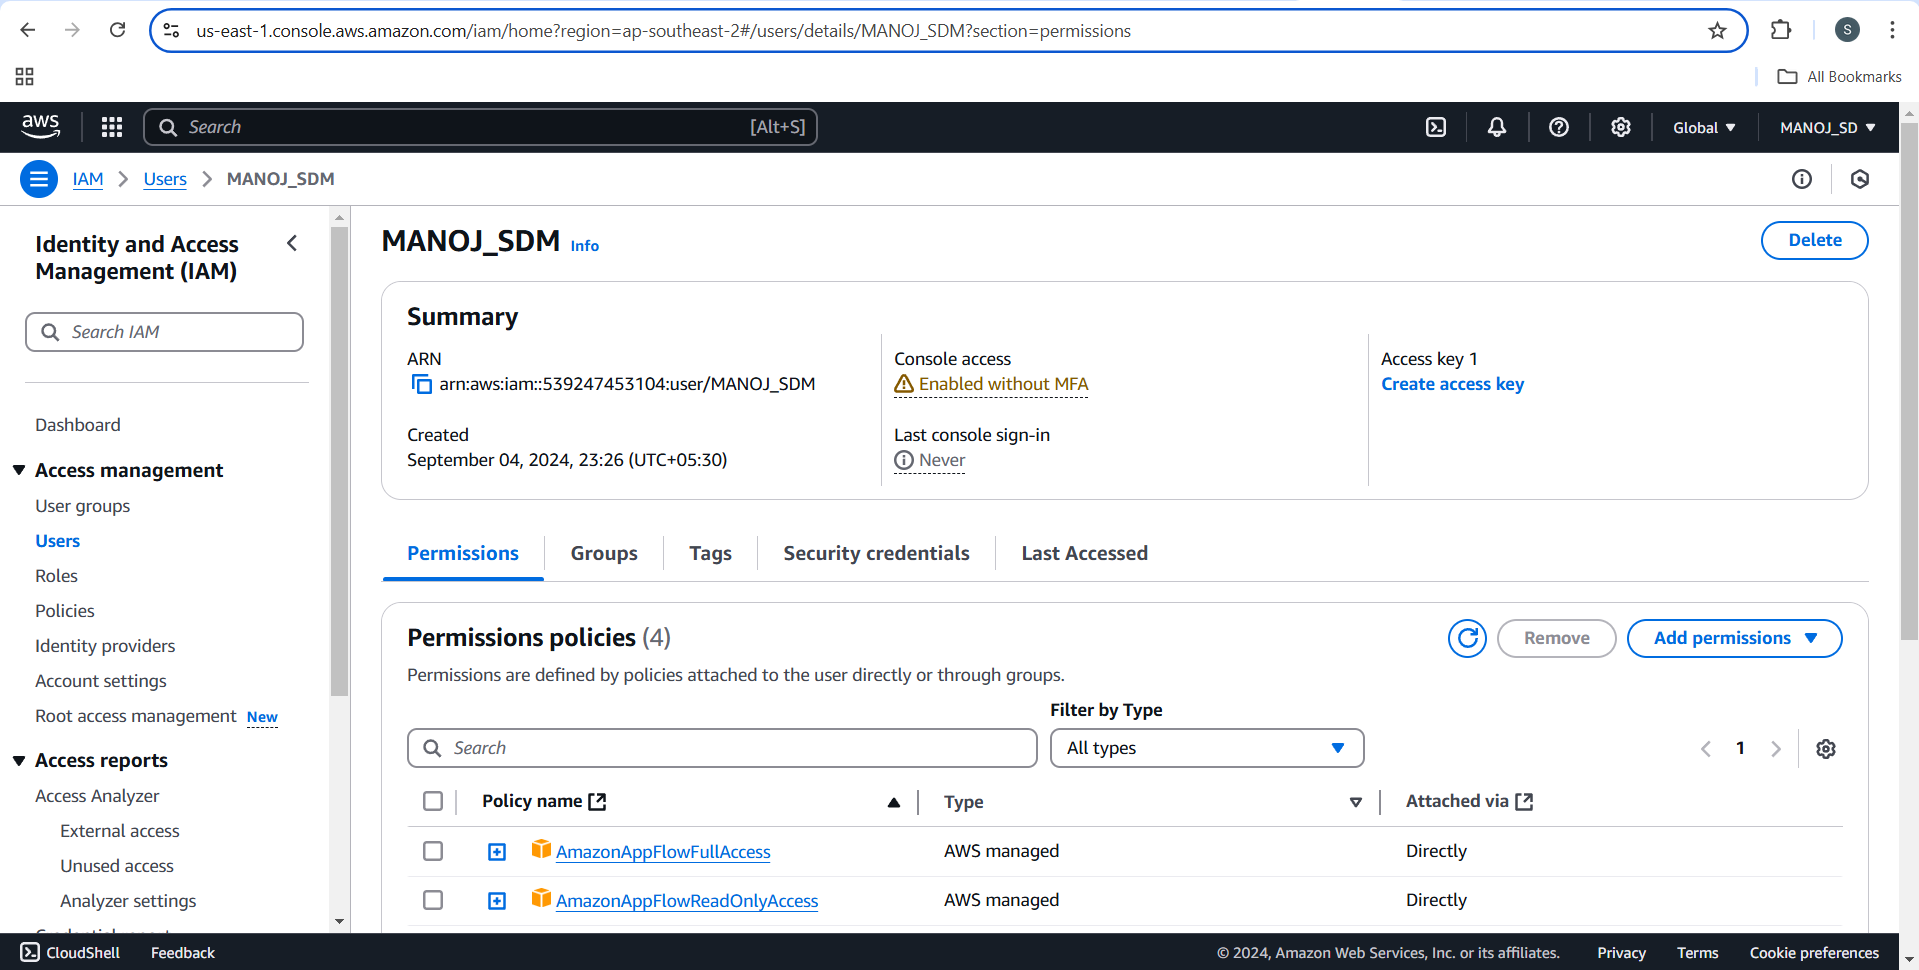 us-east-1.console.aws.amazon.com/iam/home?region=ap-southeast-2#/users/details/MANOJ_SDM?section=permissions
S
All Bookmarks
aws
Search
[Alt+S]
Global
MANOJ_SD
IAM
Users
MANOJ_SDM
Identity and Access
Management (IAM)
Search IAM
Dashboard
Access management
User groups
Users
Roles
Policies
Identity providers
Account settings
Root access management New
Access reports
Access Analyzer
External access
Unused access
Analyzer settings
MANOJ_SDM Info
Delete
Summary
ARN
arn:aws:iam::539247453104:user/MANOJ_SDM
Created
September 04, 2024, 23:26 (UTC+05:30)
Console access
Enabled without MFA
Last console sign-in
Never
Access key 1
Create access key
Permissions
Groups
Tags
Security credentials
Last Accessed
Permissions policies (4)
Remove
Add permissions
Permissions are defined by policies attached to the user directly or through groups.
Filter by Type
Search
All types
1
Policy name
Type
Attached via
AmazonAppFlowFullAccess
AWS managed
Directly
AmazonAppFlowReadOnlyAccess
AWS managed
Directly
CloudShell
Feedback
© 2024, Amazon Web Services, Inc. or its affiliates.
Privacy
Terms
Cookie preferences